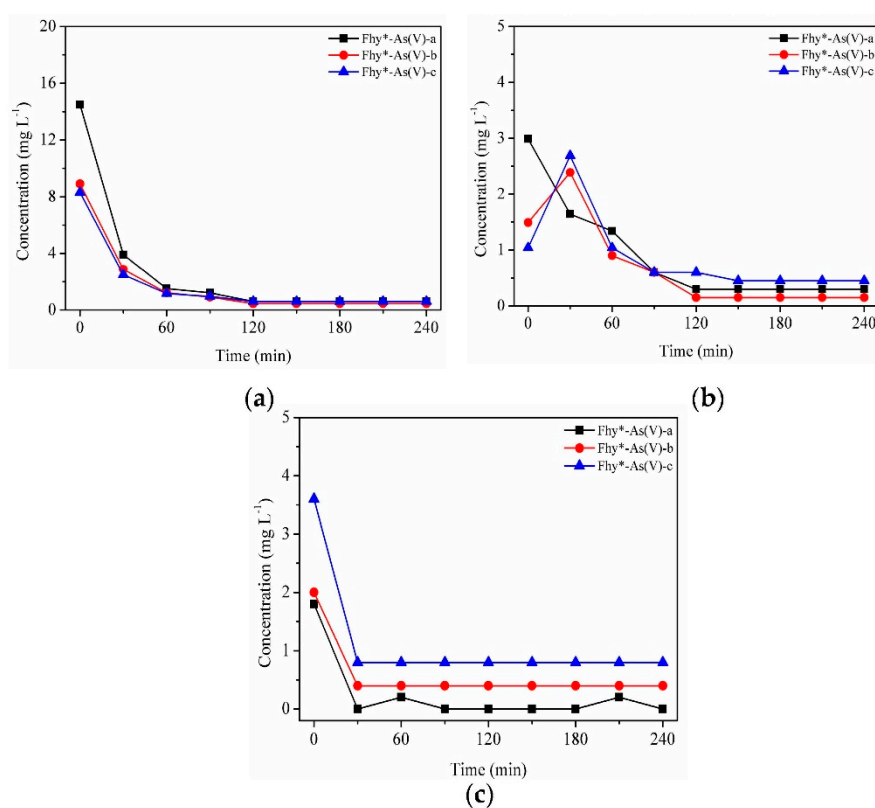 20
16
12
8
4
0
Concentration (mg L⁻¹)
Fhy*-As(V)-a
Fhy*-As(V)-b
Fhy*-As(V)-c
0 60 120 180 240
Time (min)
(a)
5
4
3
2
1
0
Concentration (mg L⁻¹)
Fhy*-As(V)-a
Fhy*-As(V)-b
Fhy*-As(V)-c
0 60 120 180 240
Time (min)
(b)
5
4
3
2
1
0
Concentration (mg L⁻¹)
Fhy*-As(V)-a
Fhy*-As(V)-b
Fhy*-As(V)-c
0 60 120 180 240
Time (min)
(c)